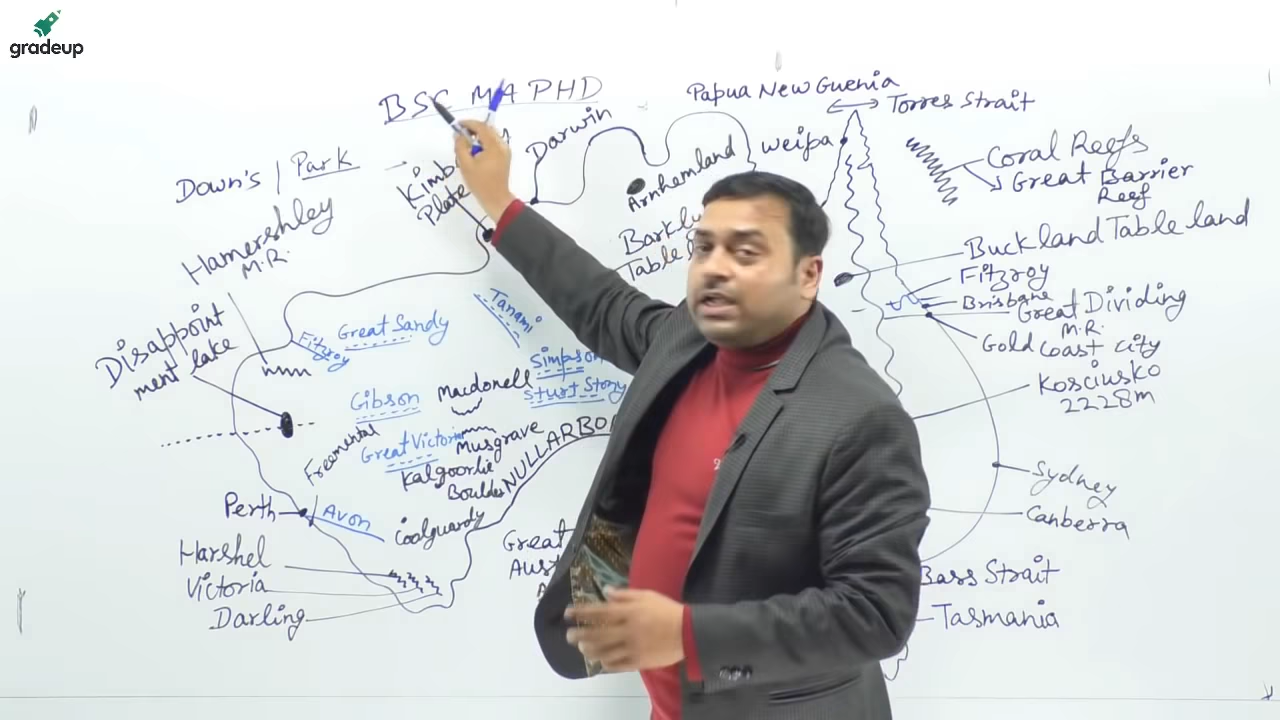 gradeup
BSC MA PHD
Papua New Guenia
Torres Strait
Darwin
Down's / Park
Weipa
Coral Reefs
Great Barrier
Reef
Arnhemland
Plate
Hamershley
M.R.
Table
Buckland Table land
Fitzroy
Brisbane
Great Dividing
M.R.
Gold Coast City
Disappoint
ment lake
Fitzroy
Great Sandy
Tanami
Simpson
Sturt Stony
Gibson
Macdonell
Kosciusko
2228m
Great Victoria
Musgrave
Kalgoorlie
Boulder
Perth
Avon
Coolguardy
Sydney
Canberra
Harshel
Victoria
Darling
Great
Bass Strait
Tasmania